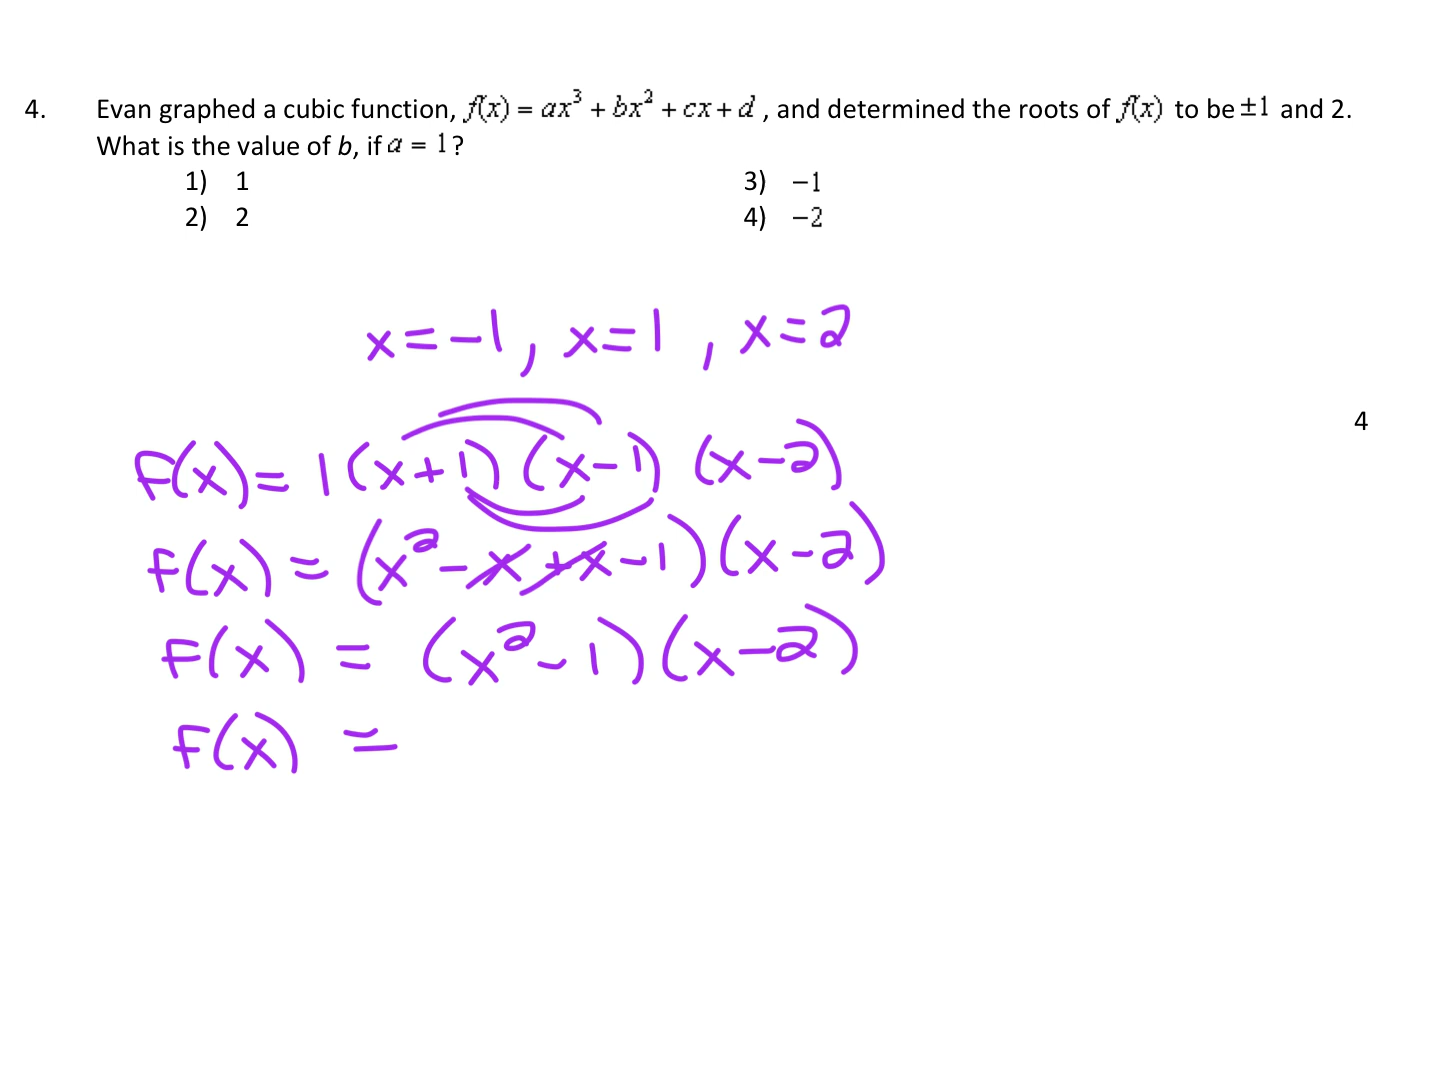 4. Evan graphed a cubic function, f(x) = ax³ + bx² + cx + d, and determined the roots of f(x) to be ±1 and 2.
What is the value of b, if a = 1?
1) 1 3) −1
2) 2 4) −2
x=-1, x=1, x=2
4
f(x)= 1(x+1)(x-1)(x-2)
f(x) = (x²-x+x-1)(x-2)
f(x) = (x²-1)(x-2)
f(x) =